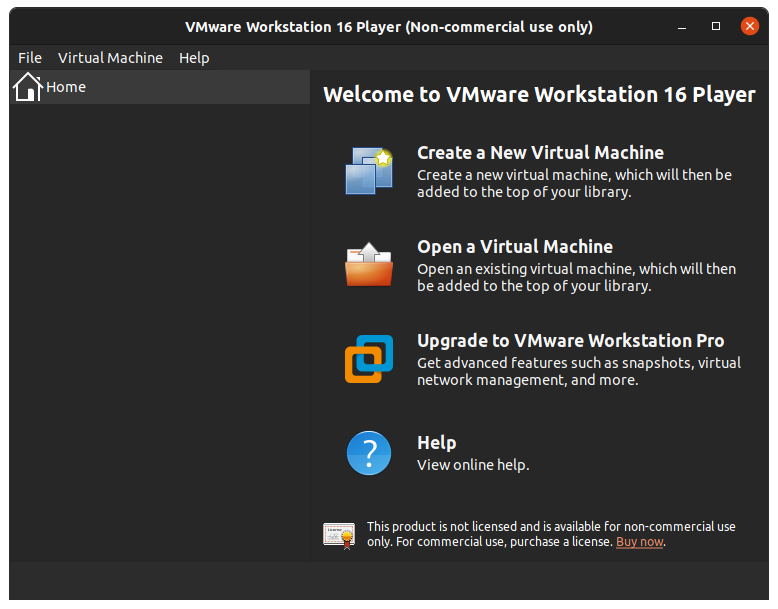 VMware Workstation 16 Player (Non-commercial use only)
File Virtual Machine Help
Home
Welcome to VMware Workstation 16 Player
Create a New Virtual Machine
Create a new virtual machine, which will then be
added to the top of your library.
Open a Virtual Machine
Open an existing virtual machine, which will then
be added to the top of your library.
Upgrade to VMware Workstation Pro
Get advanced features such as snapshots, virtual
network management, and more.
?
Help
View online help.
This product is not licensed and is available for non-commercial use
only. For commercial use, purchase a license. Buy now.